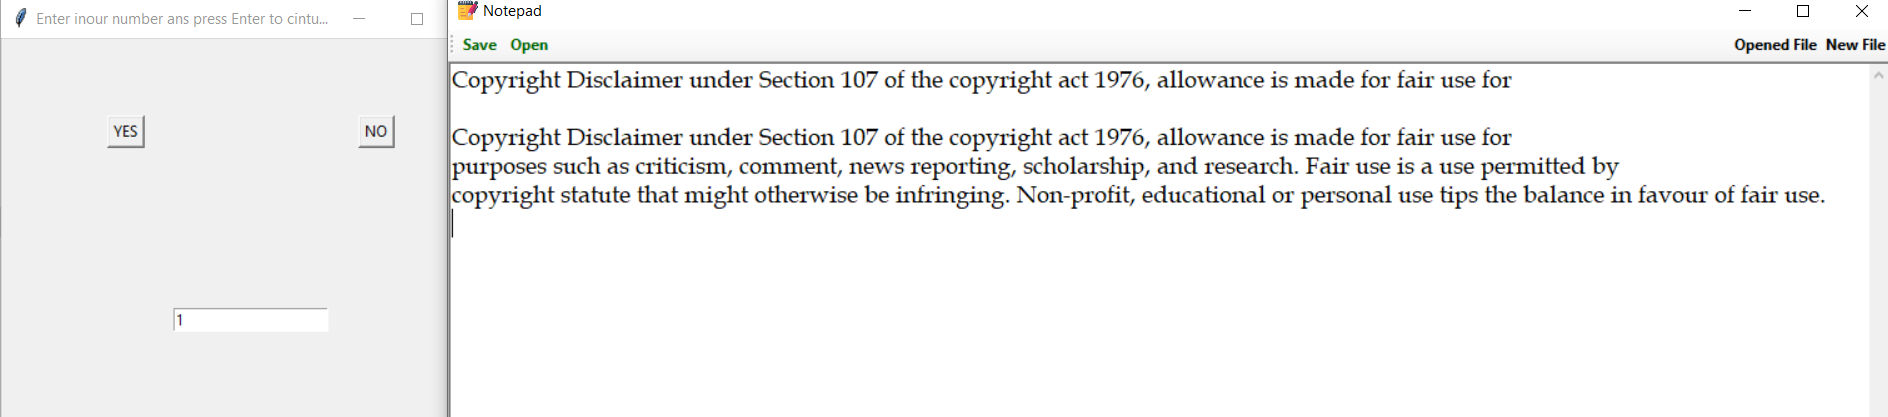 Enter inour number ans press Enter to cintu...
YES
NO
1
Notepad
Save Open
Opened File New File
Copyright Disclaimer under Section 107 of the copyright act 1976, allowance is made for fair use for
Copyright Disclaimer under Section 107 of the copyright act 1976, allowance is made for fair use for
purposes such as criticism, comment, news reporting, scholarship, and research. Fair use is a use permitted by
copyright statute that might otherwise be infringing. Non-profit, educational or personal use tips the balance in favour of fair use.